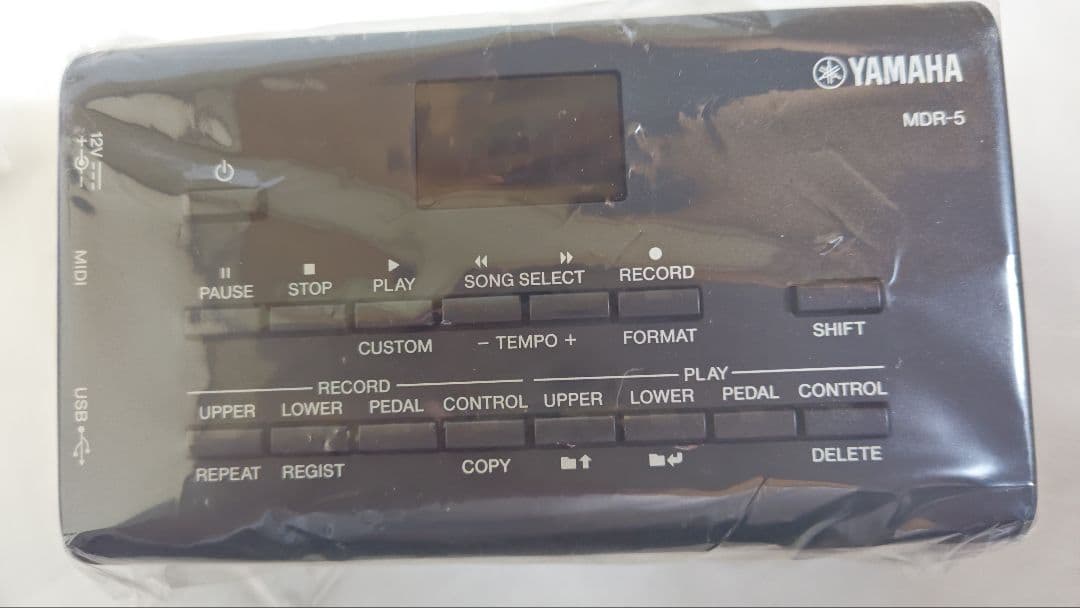 YAMAHA
MDR-5
12V
MIDI
USB
PAUSE STOP PLAY SONG SELECT RECORD
CUSTOM − TEMPO + FORMAT
SHIFT
RECORD PLAY
UPPER LOWER PEDAL CONTROL UPPER LOWER PEDAL CONTROL
REPEAT REGIST COPY DELETE